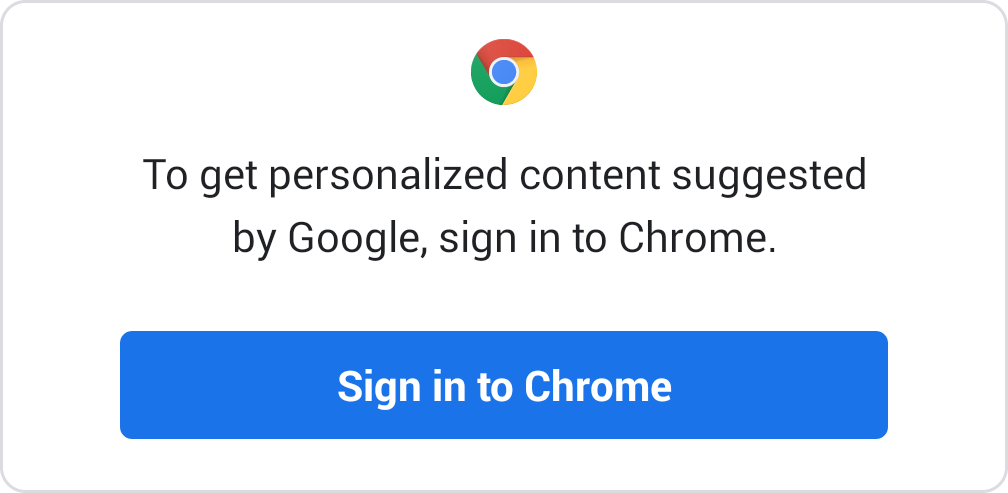 To get personalized content suggested
by Google, sign in to Chrome.
Sign in to Chrome